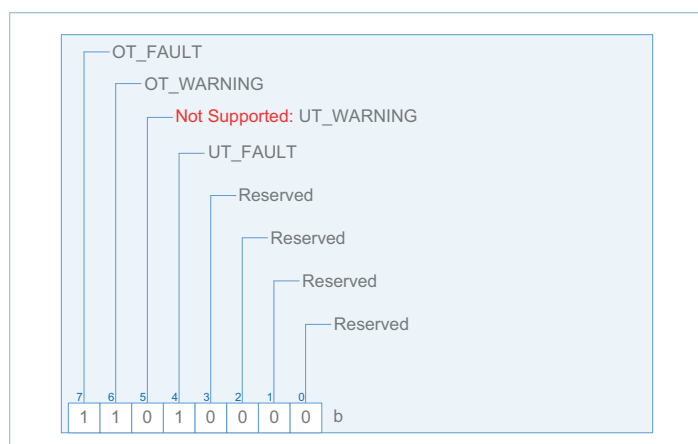 OT_FAULT
OT_WARNING
Not Supported: UT_WARNING
UT_FAULT
Reserved
Reserved
Reserved
Reserved
7 6 5 4 3 2 1 0
1 1 0 1 0 0 0 0 b